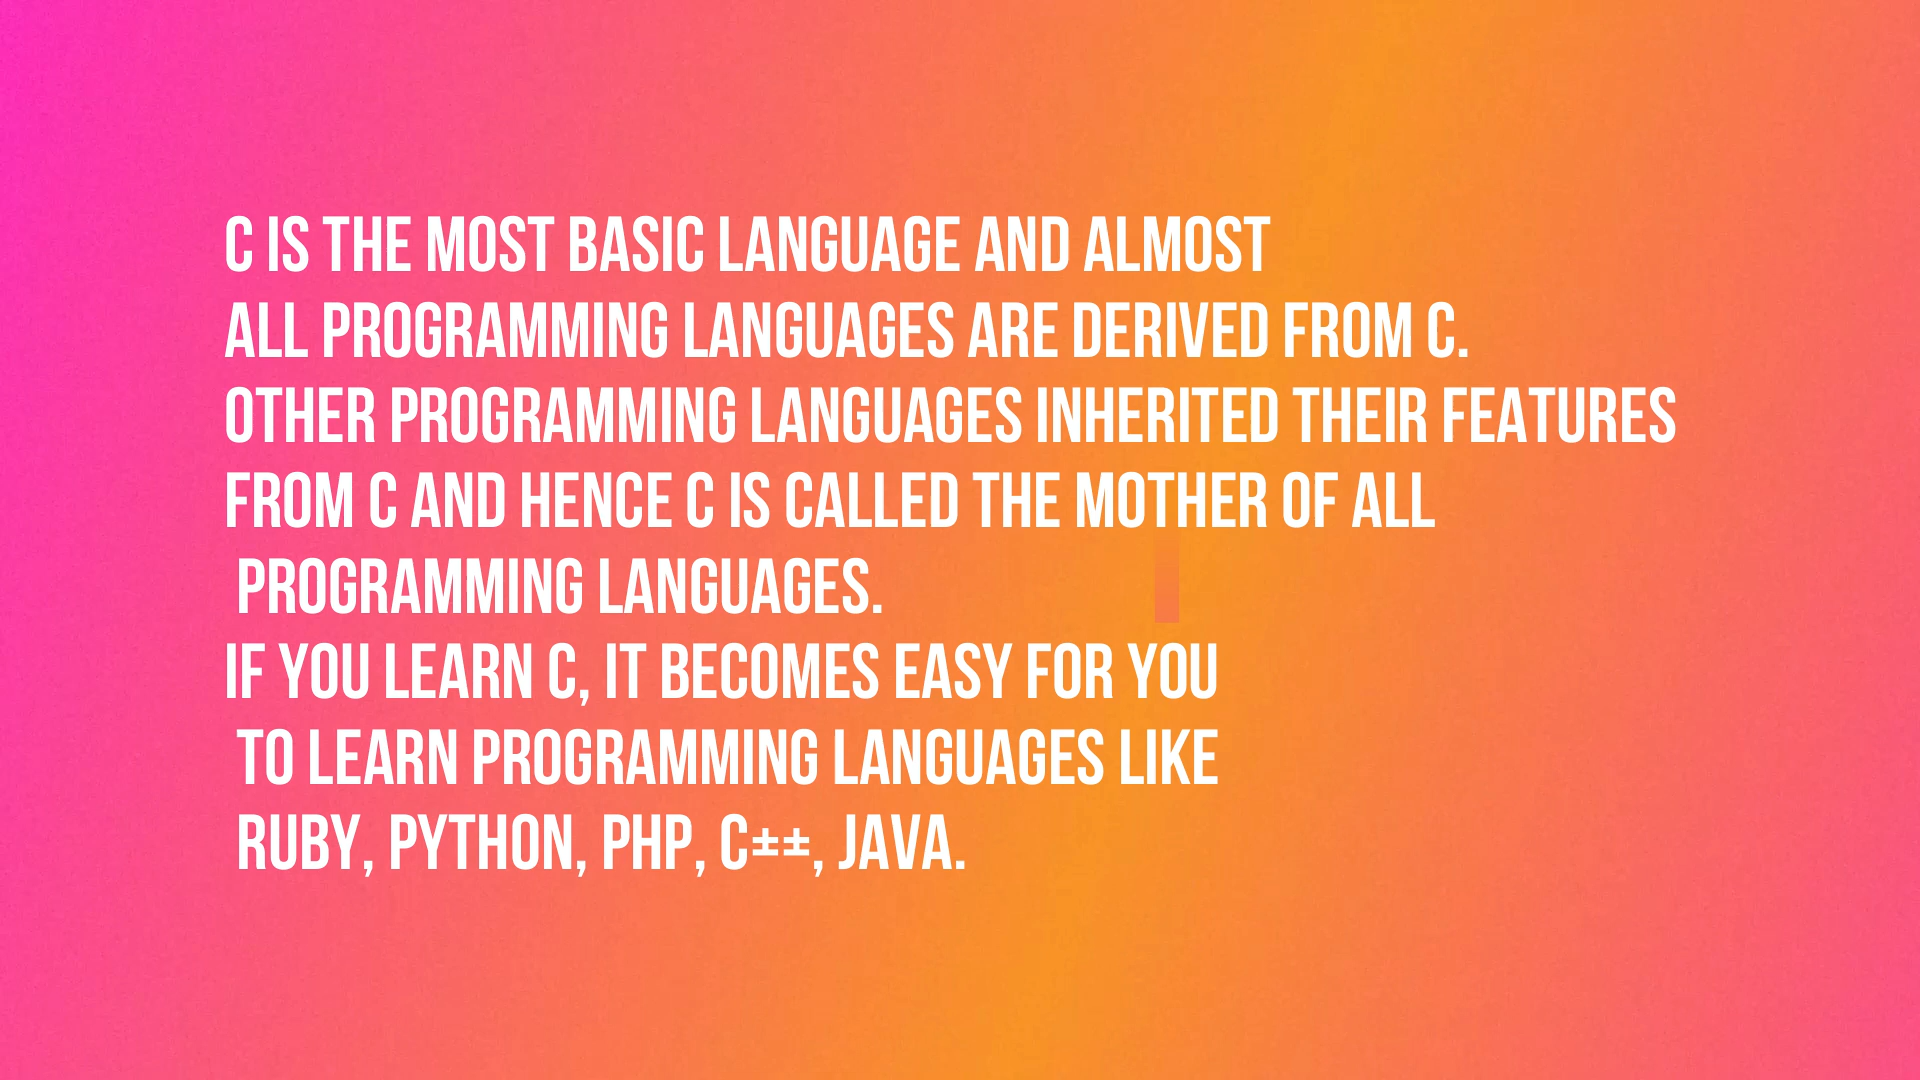 C IS THE MOST BASIC LANGUAGE AND ALMOST
ALL PROGRAMMING LANGUAGES ARE DERIVED FROM C.
OTHER PROGRAMMING LANGUAGES INHERITED THEIR FEATURES
FROM C AND HENCE C IS CALLED THE MOTHER OF ALL
PROGRAMMING LANGUAGES.
IF YOU LEARN C, IT BECOMES EASY FOR YOU
TO LEARN PROGRAMMING LANGUAGES LIKE
RUBY, PYTHON, PHP, C±±, JAVA.